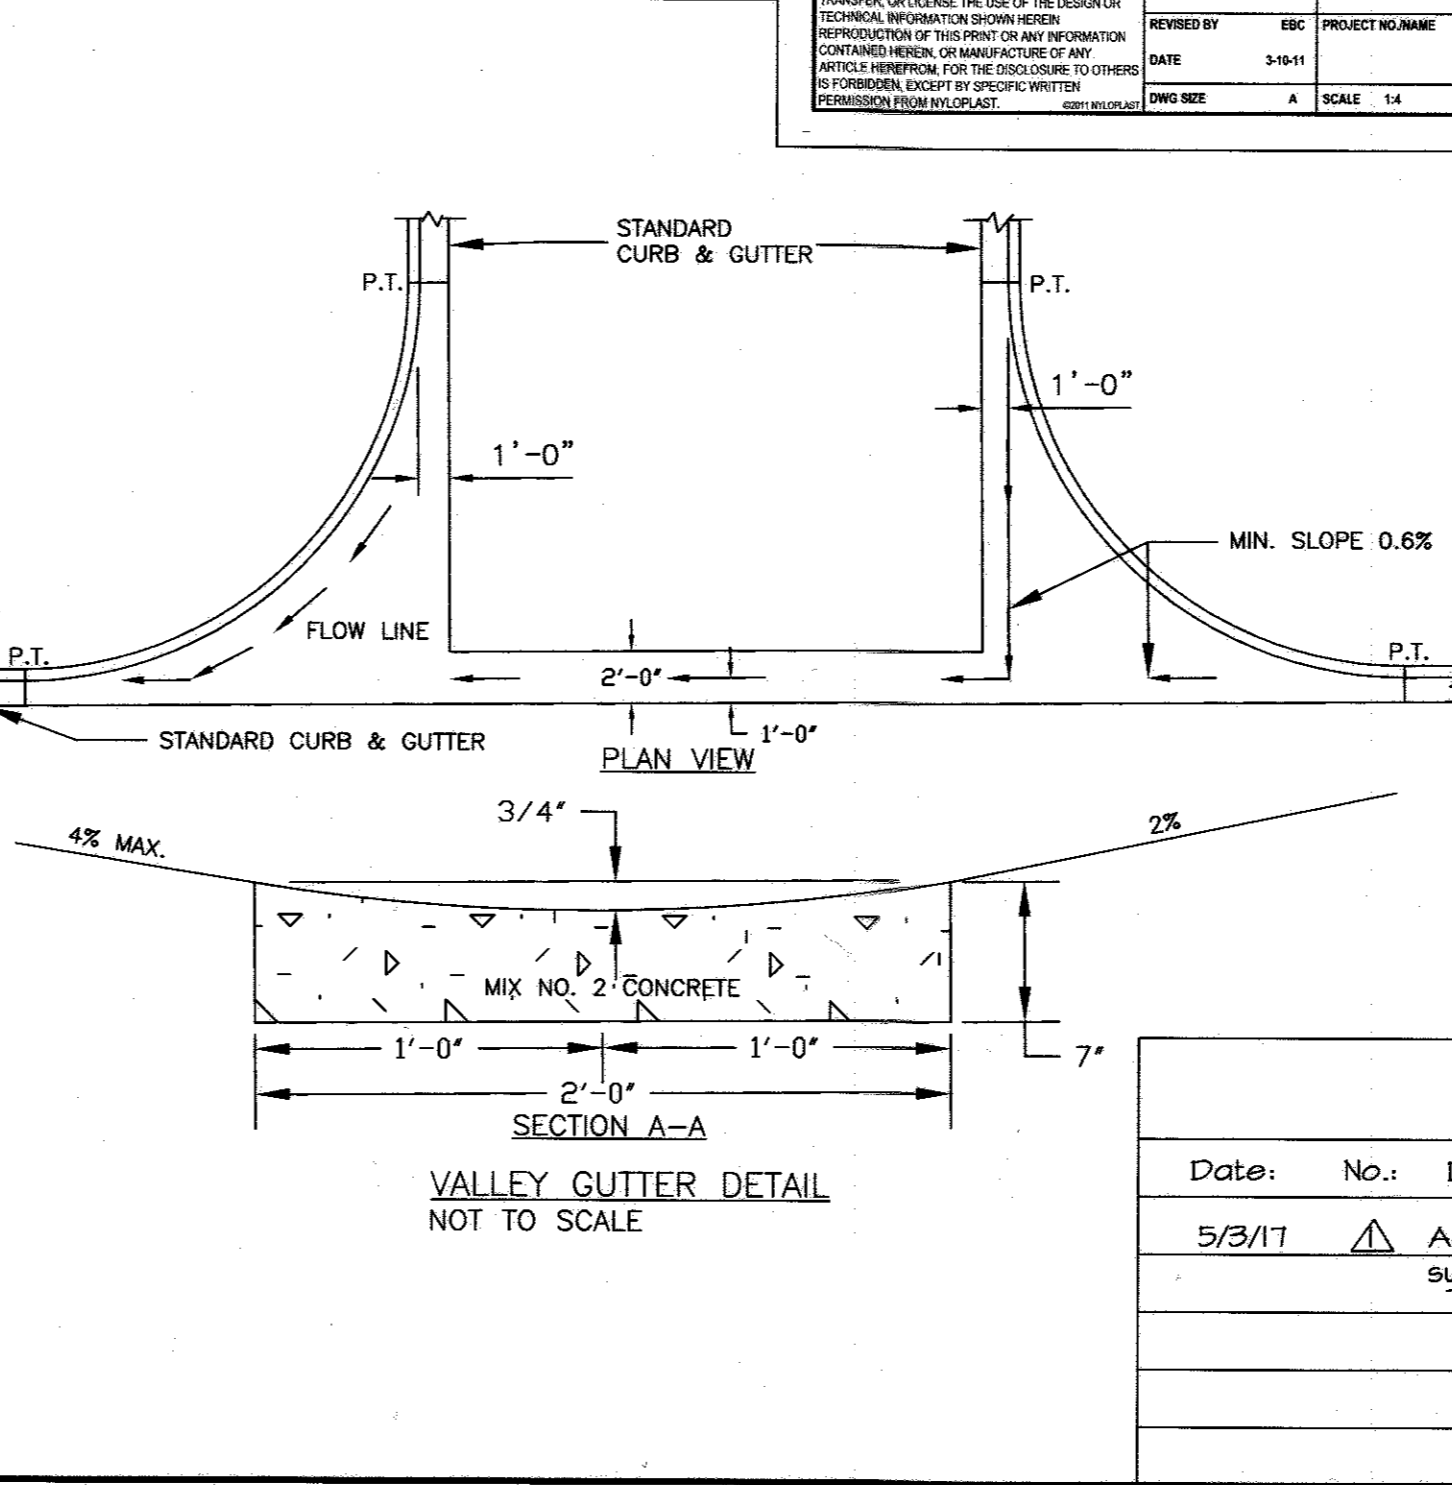 TRANSFER, OR LICENSE THE USE OF THE DESIGN OR
TECHNICAL INFORMATION SHOWN HEREIN
REPRODUCTION OF THIS PRINT OR ANY INFORMATION
CONTAINED HEREIN, OR MANUFACTURE OF ANY
ARTICLE HEREFROM, FOR THE DISCLOSURE TO OTHERS
IS FORBIDDEN, EXCEPT BY SPECIFIC WRITTEN
PERMISSION FROM NYLOPLAST.
©2011 NYLOPLAST
REVISED BY EBC PROJECT NO./NAME
DATE 3-10-11
DWG SIZE A SCALE 1:4
STANDARD
CURB & GUTTER
P.T.
P.T.
1'-0"
1'-0"
MIN. SLOPE 0.6%
FLOW LINE
P.T.
P.T.
2'-0"
1'-0"
STANDARD CURB & GUTTER
PLAN VIEW
3/4"
4% MAX.
2%
MIX NO. 2 CONCRETE
1'-0"
1'-0"
7"
2'-0"
SECTION A-A
VALLEY GUTTER DETAIL
NOT TO SCALE
Date: No.:
5/3/17 1 A
SU